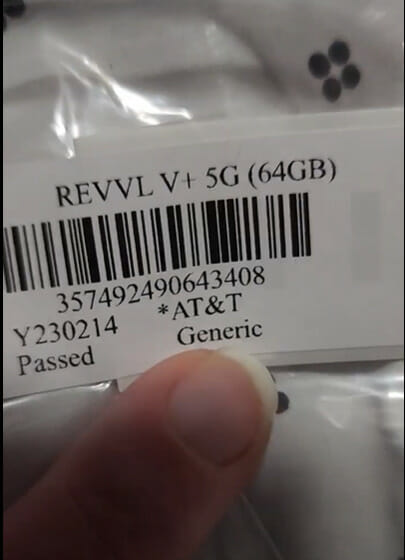 REVVL V+ 5G (64GB)
357492490643408
Y230214 *AT&T
Passed Generic